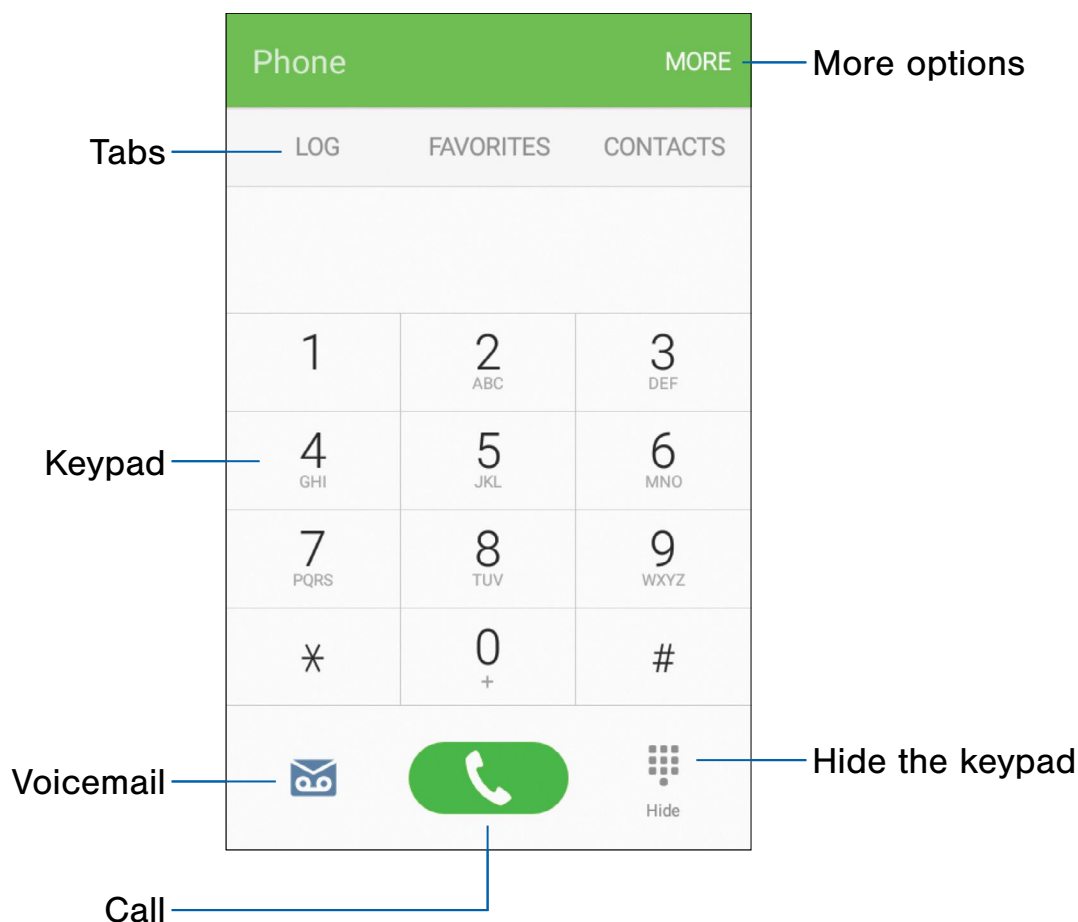 Phone MORE More options
Tabs LOG FAVORITES CONTACTS
1 2 3
ABC DEF
Keypad 4 5 6
GHI JKL MNO
7 8 9
PQRS TUV WXYZ
* 0 #
+
Voicemail Hide the keypad
Hide
Call